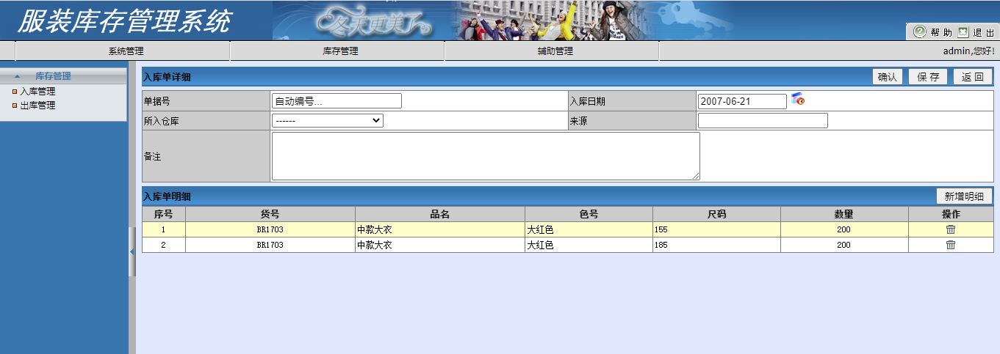 服装库存管理系统
冬天更美了
帮 助 退 出
系统管理 库存管理 辅助管理 admin,您好!
库存管理
入库管理
出库管理
入库单详细 确认 保 存 返 回
单据号 自动编号... 入库日期 2007-06-21
所入仓库 ------ 来源
备注
入库单明细 新增明细
序号 货号 品名 色号 尺码 数量 操作
1 BR1703 中款大衣 大红色 155 200
2 BR1703 中款大衣 大红色 185 200